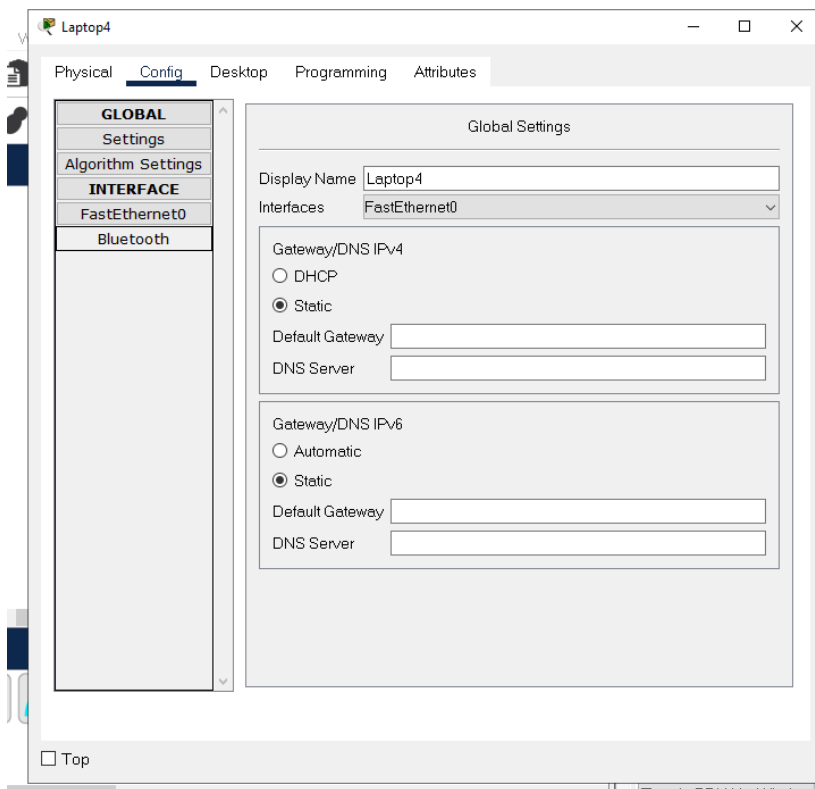 Laptop4
Physical Config Desktop Programming Attributes
GLOBAL
Settings
Algorithm Settings
INTERFACE
FastEthernet0
Bluetooth
Global Settings
Display Name Laptop4
Interfaces FastEthernet0
Gateway/DNS IPv4
DHCP
Static
Default Gateway
DNS Server
Gateway/DNS IPv6
Automatic
Static
Default Gateway
DNS Server
Top